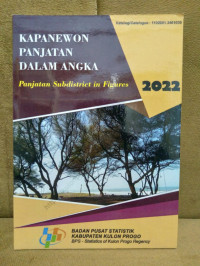 KAPANEWON
PANJATAN
DALAM ANGKA
Panjatan Subdistrict in Figures
2022
BADAN PUSAT STATISTIK
KABUPATEN KULON PROGO
BPS - Statistics of Kulon Progo Regency